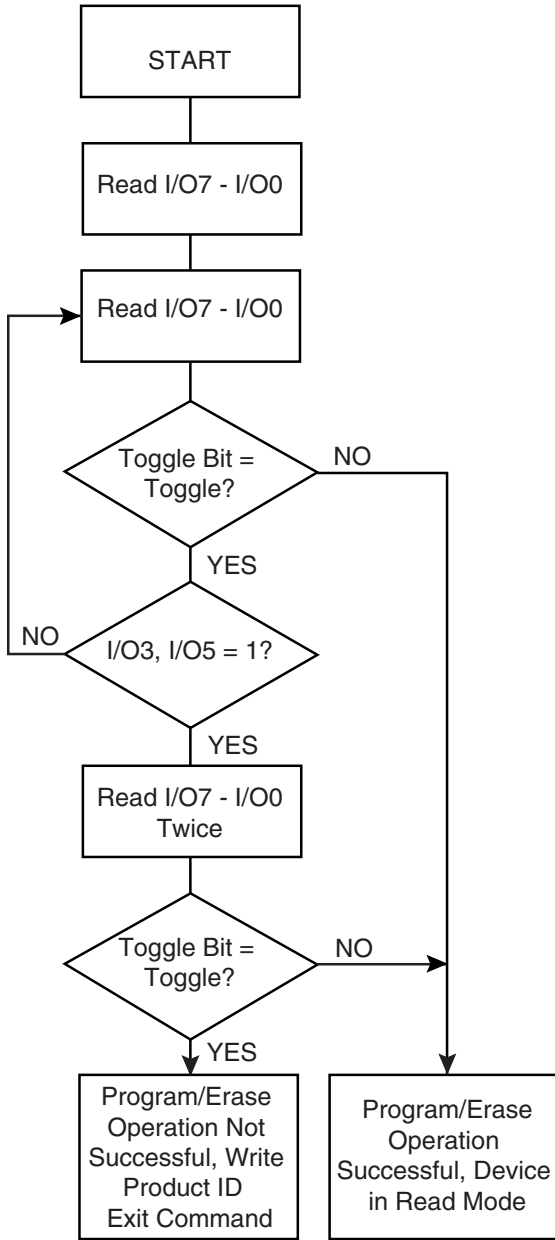 START
Read I/O7 - I/O0
Read I/O7 - I/O0
Toggle Bit =
Toggle?
NO
YES
NO
I/O3, I/O5 = 1?
YES
Read I/O7 - I/O0
Twice
Toggle Bit =
Toggle?
NO
YES
Program/Erase
Operation Not
Successful, Write
Product ID
Exit Command
Program/Erase
Operation
Successful, Device
in Read Mode